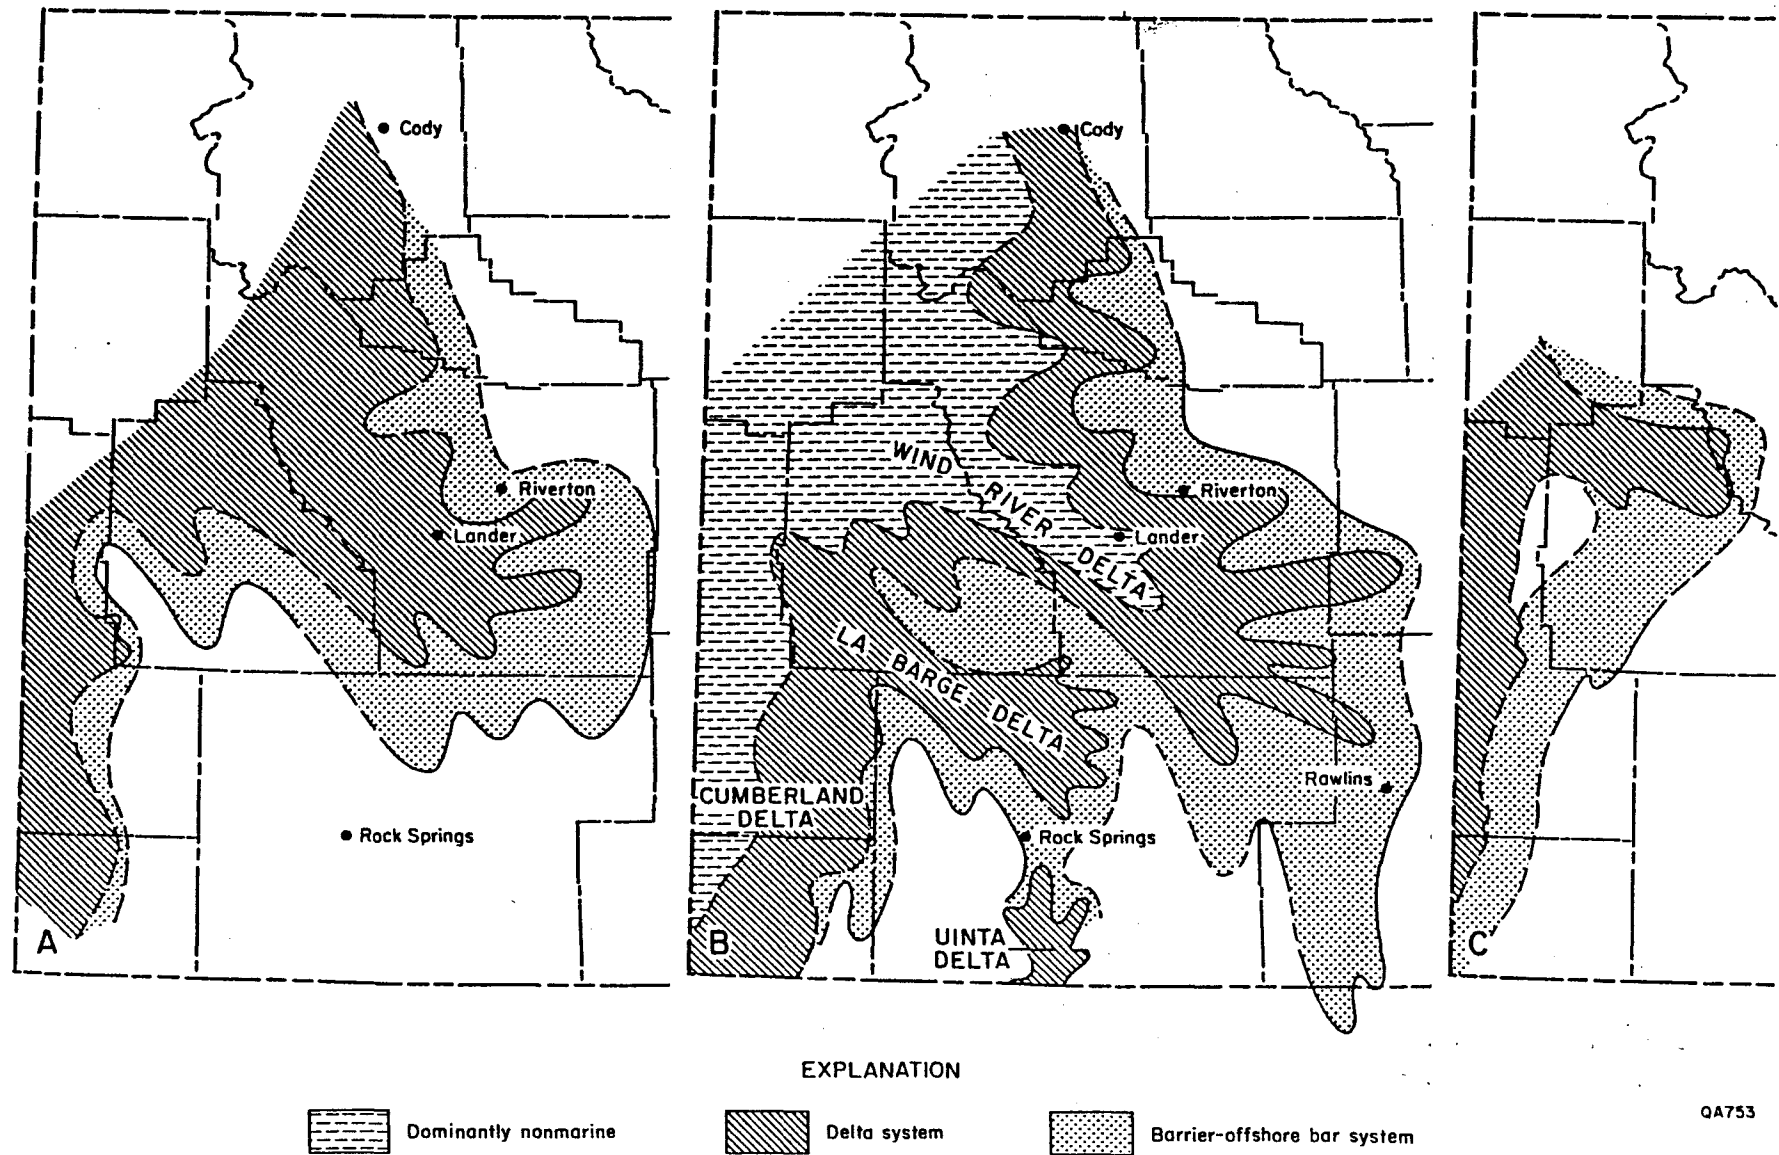 Cody
Riverton
Lander
Rock Springs
A
Cody
WIND RIVER DELTA
Riverton
Lander
LA BARGE DELTA
Rawlins
CUMBERLAND
DELTA
Rock Springs
UINTA
DELTA
B
C
EXPLANATION
Dominantly nonmarine
Delta system
Barrier-offshore bar system
QA753